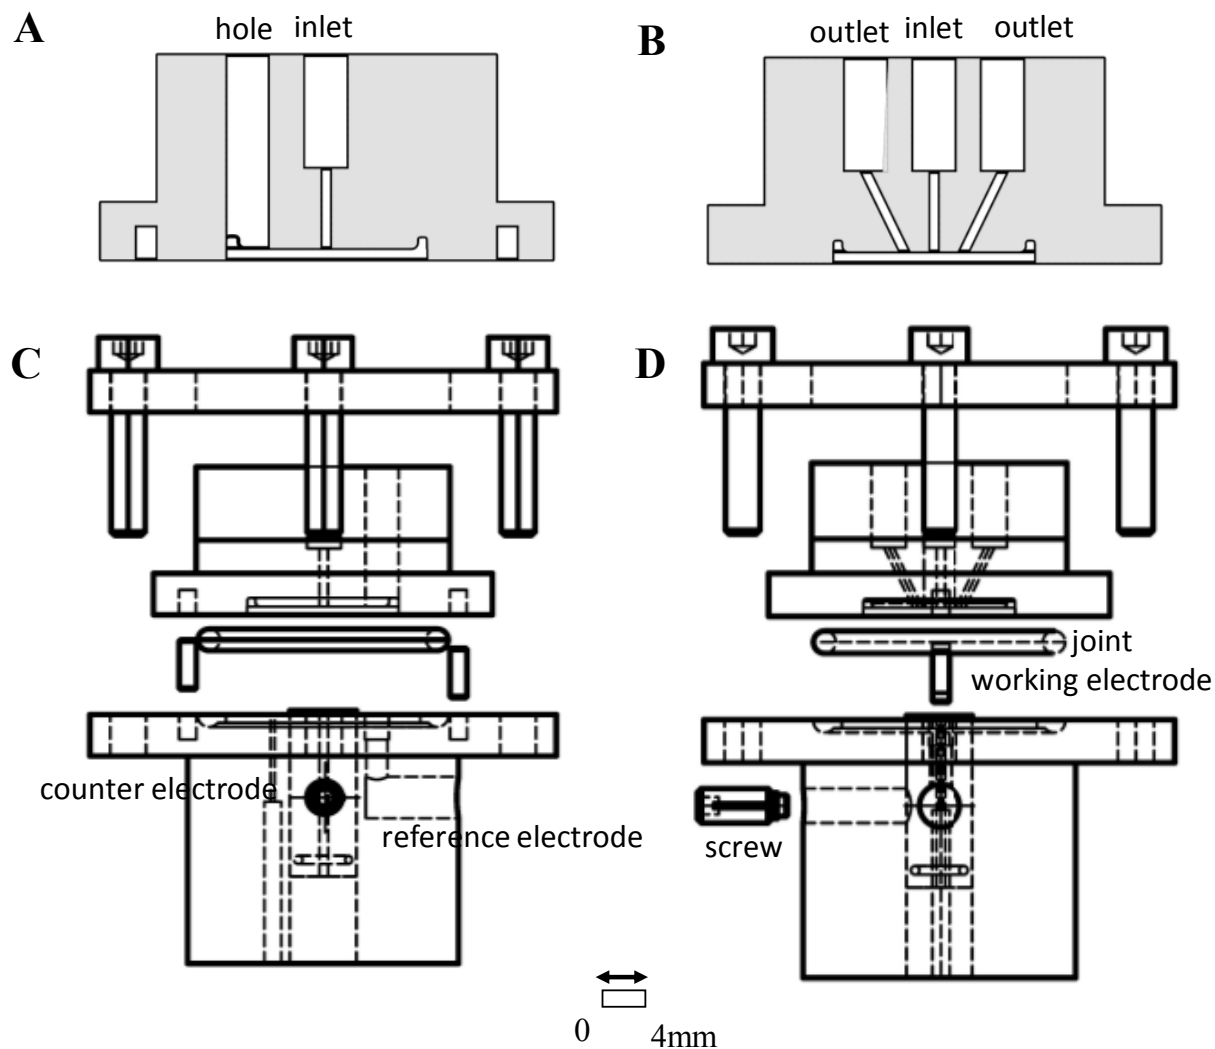 A
hole inlet
B
outlet inlet outlet
C
D
joint
working electrode
counter electrode
reference electrode
screw
0 4mm